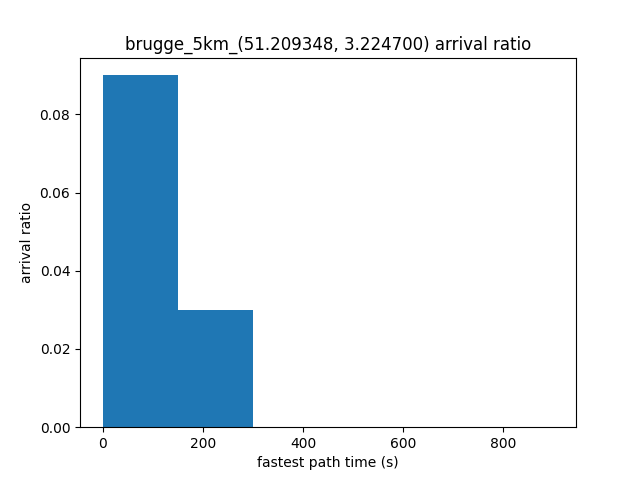 brugge_5km_(51.209348, 3.224700) arrival ratio
0.08
0.06
0.04
0.02
0.00
arrival ratio
0 200 400 600 800
fastest path time (s)